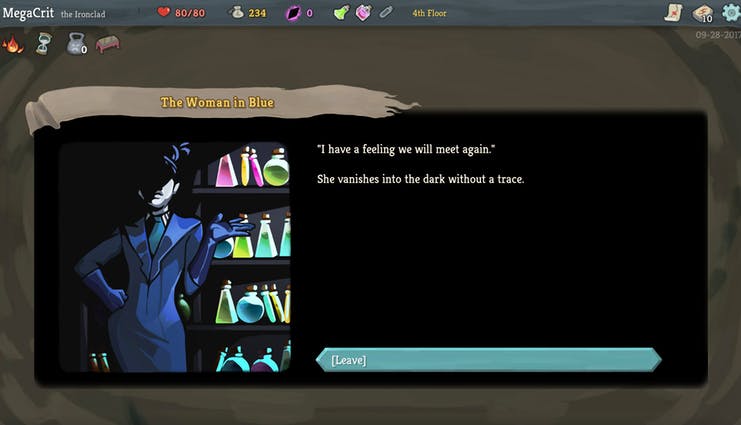 MegaCrit the Ironclad 80/80 234 0 4th Floor 10
09-28-2017
0
The Woman in Blue
"I have a feeling we will meet again."
She vanishes into the dark without a trace.
[Leave]